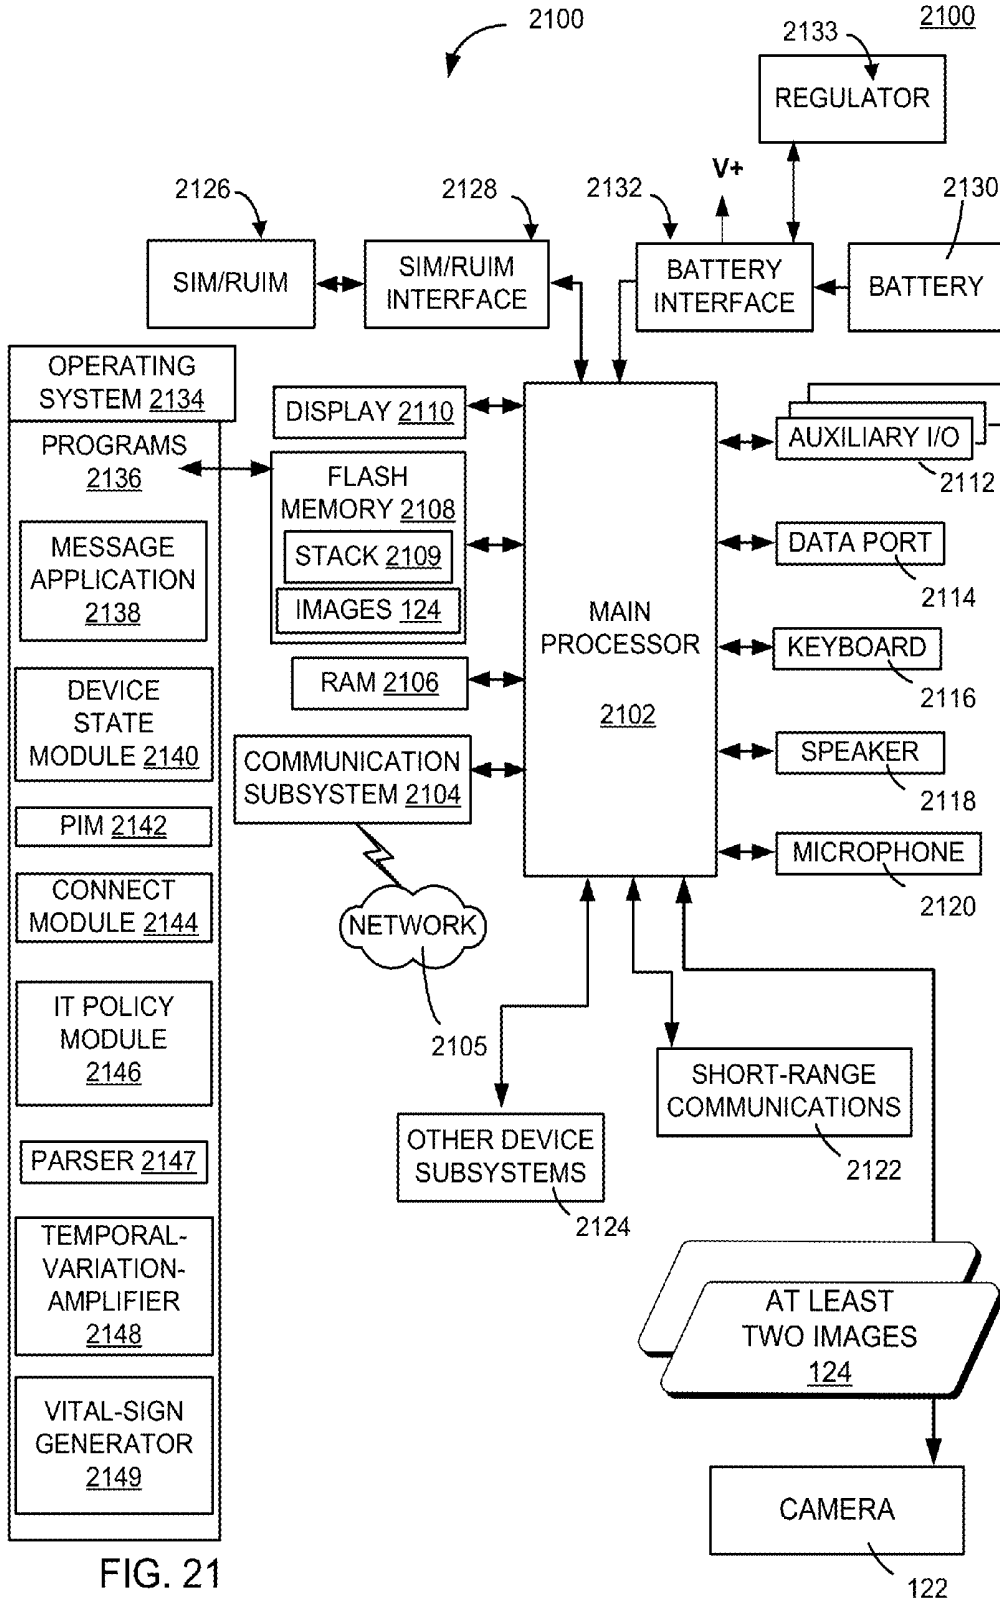 2100
2100
2133
REGULATOR
V+
2126
2128
2132
2130
SIM/RUIM
SIM/RUIM
INTERFACE
BATTERY
INTERFACE
BATTERY
OPERATING
SYSTEM 2134
PROGRAMS
2136
MESSAGE
APPLICATION
2138
DEVICE
STATE
MODULE 2140
PIM 2142
CONNECT
MODULE 2144
IT POLICY
MODULE
2146
PARSER 2147
TEMPORAL-
VARIATION-
AMPLIFIER
2148
VITAL-SIGN
GENERATOR
2149
DISPLAY 2110
FLASH
MEMORY 2108
STACK 2109
IMAGES 124
RAM 2106
COMMUNICATION
SUBSYSTEM 2104
NETWORK
2105
MAIN
PROCESSOR
2102
AUXILIARY I/O
2112
DATA PORT
2114
KEYBOARD
2116
SPEAKER
2118
MICROPHONE
2120
SHORT-RANGE
COMMUNICATIONS
2122
OTHER DEVICE
SUBSYSTEMS
2124
AT LEAST
TWO IMAGES
124
CAMERA
122
FIG. 21